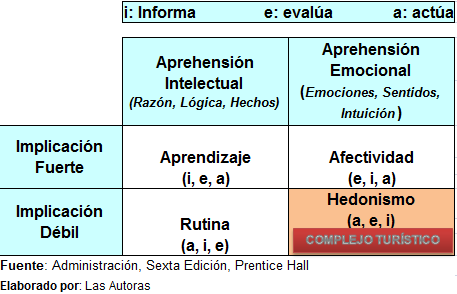 i: Informa e: evalúa a: actúa
Aprehensión Intelectual
(Razón, Lógica, Hechos)
Aprehensión Emocional
(Emociones, Sentidos, Intuición)
Implicación Fuerte
Aprendizaje
(i, e, a)
Afectividad
(e, i, a)
Implicación Débil
Rutina
(a, i, e)
Hedonismo
(a, e, i)
COMPLEJO TURÍSTICO
Fuente: Administración, Sexta Edición, Prentice Hall
Elaborado por: Las Autoras